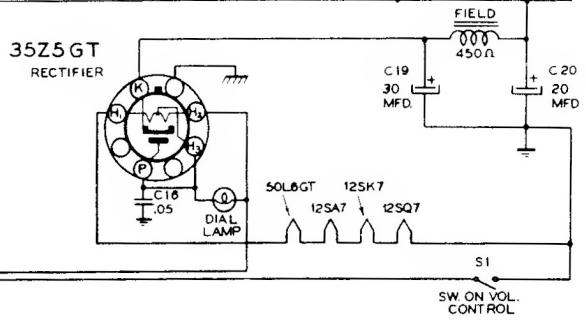 FIELD
450Ω
35Z5GT
RECTIFIER
C19
30
MFD.
+
C20
20
MFD
+
K
H1
H2
H3
P
C16
.05
DIAL
LAMP
50L6GT
12SA7
12SK7
12SQ7
S1
SW. ON VOL.
CONTROL